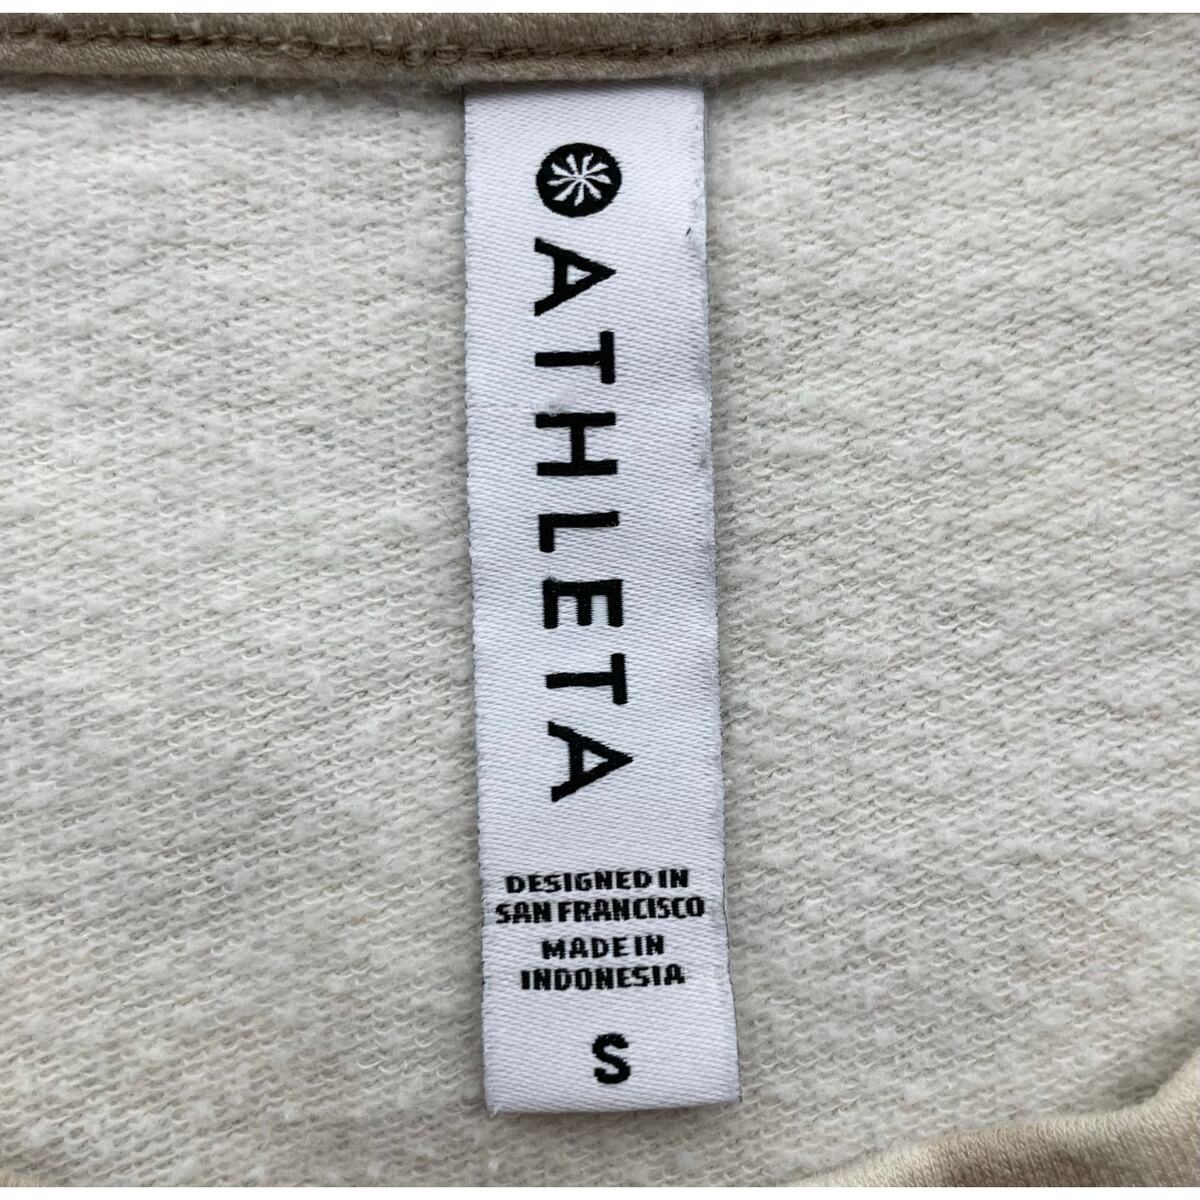 ATHLETA
DESIGNED IN
SAN FRANCISCO
MADE IN
INDONESIA
S